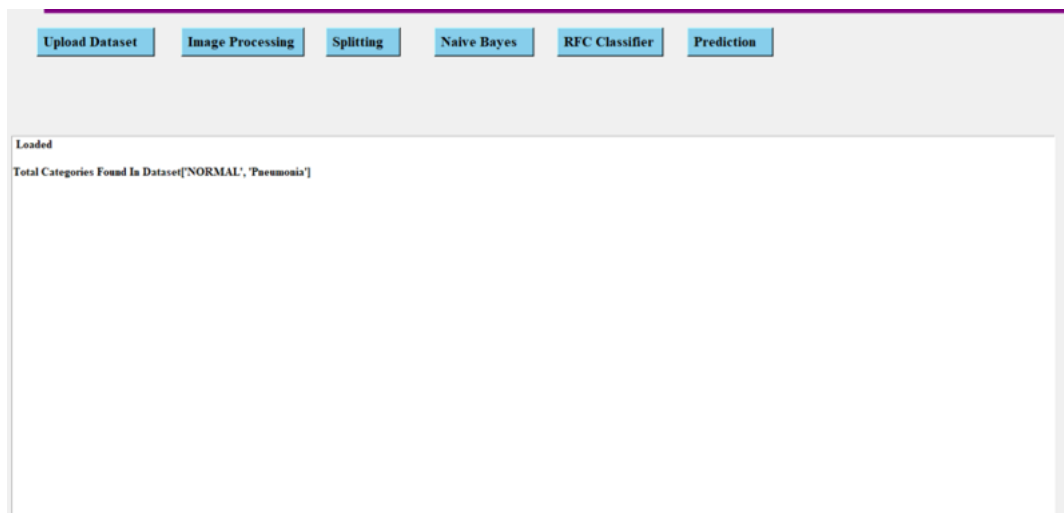 Upload Dataset Image Processing Splitting Naive Bayes RFC Classifier Prediction
Loaded
Total Categories Found In Dataset['NORMAL', 'Pneumonia']